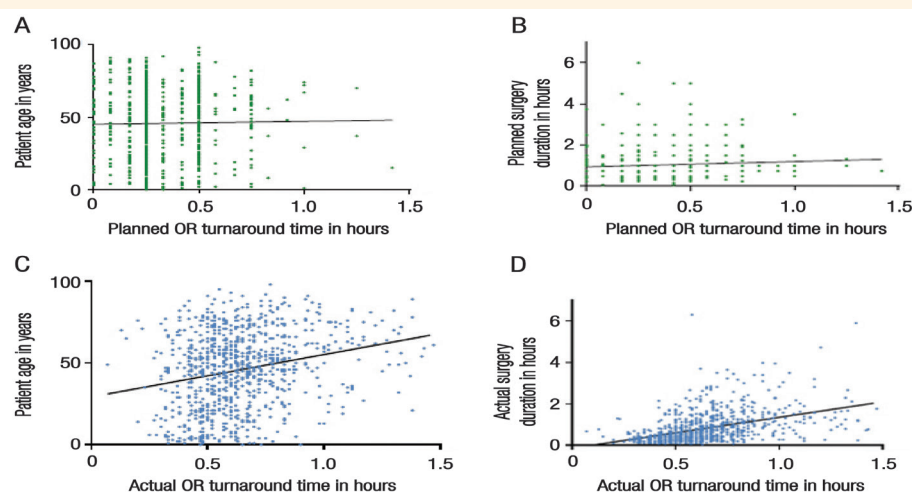 A
Patient age in years
100
50
0
0
0.5
1.0
1.5
Planned OR turnaround time in hours
B
Planned surgery
duration in hours
6
4
2
0
0
0.5
1.0
1.5
Planned OR turnaround time in hours
C
Patient age in years
100
50
0
0
0.5
1.0
1.5
Actual OR turnaround time in hours
D
Actual surgery
duration in hours
6
4
2
0
0
0.5
1.0
1.5
Actual OR turnaround time in hours